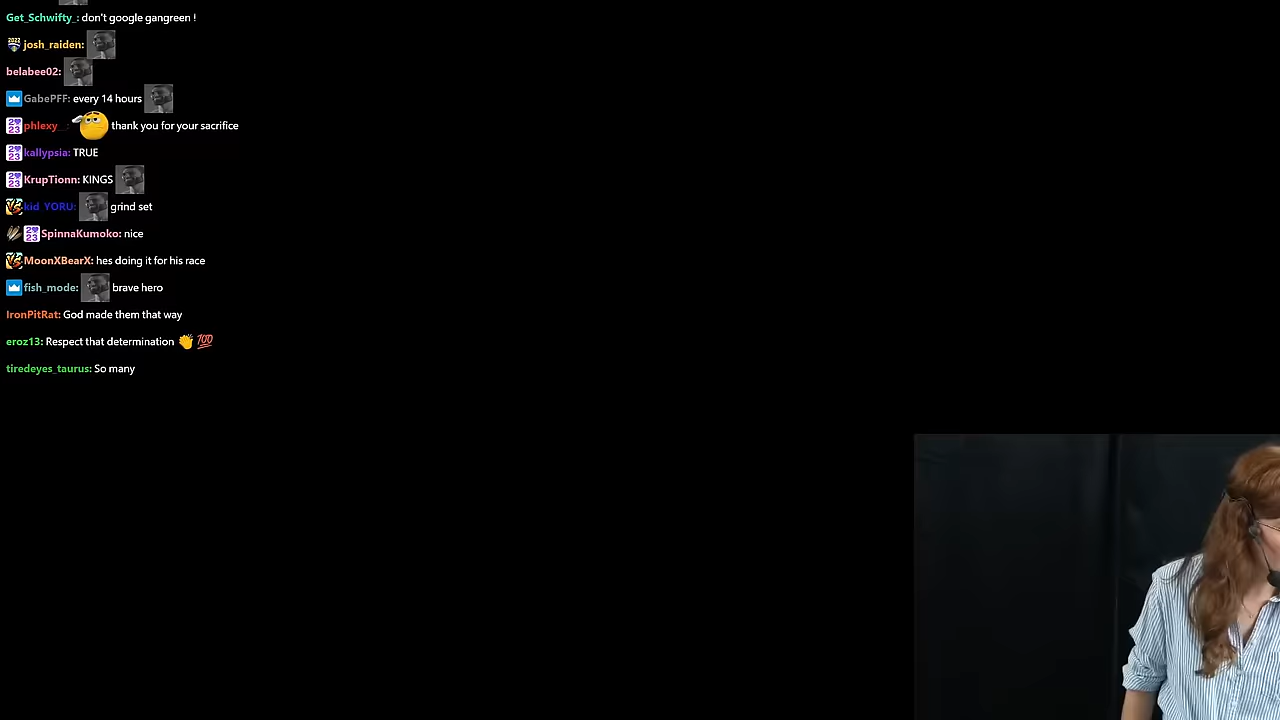 Get_Schwifty_: don't google gangreen !
josh_raiden:
belabee02:
GabePFF: every 14 hours
phlexy__: thank you for your sacrifice
kallypsia: TRUE
KrupTionn: KINGS
kid_YORU: grind set
SpinnaKumoko: nice
MoonXBearX: hes doing it for his race
fish_mode: brave hero
IronPitRat: God made them that way
eroz13: Respect that determination 👏 💯
tiredeyes_taurus: So many